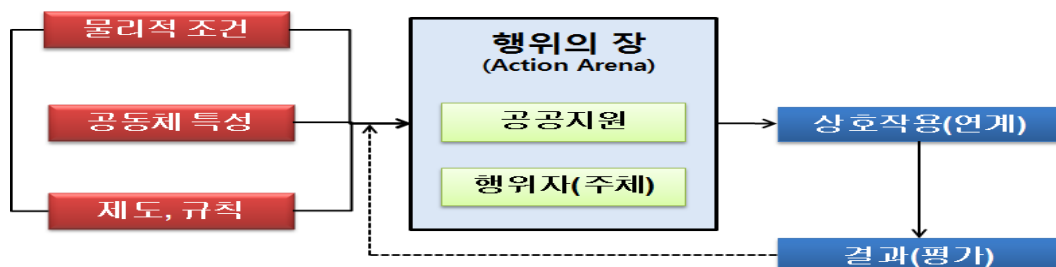 물리적 조건
공동체 특성
제도, 규칙
행위의 장
(Action Arena)
공공지원
행위자(주체)
상호작용(연계)
결과(평가)